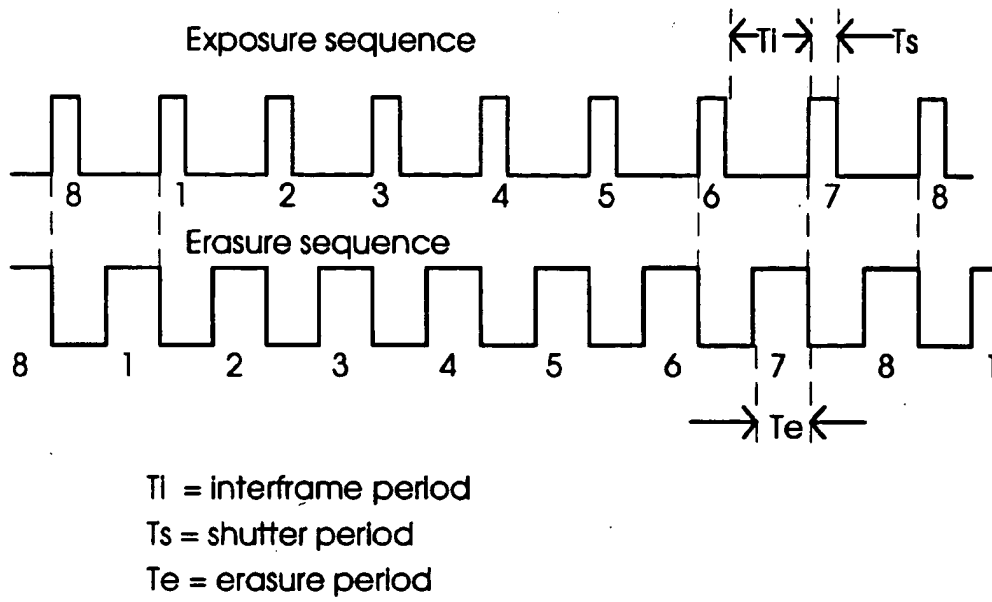 Exposure sequence
Ti
Ts
8 1 2 3 4 5 6 7 8
Erasure sequence
8 1 2 3 4 5 6 7 8 1
Te
Ti = interframe period
Ts = shutter period
Te = erasure period